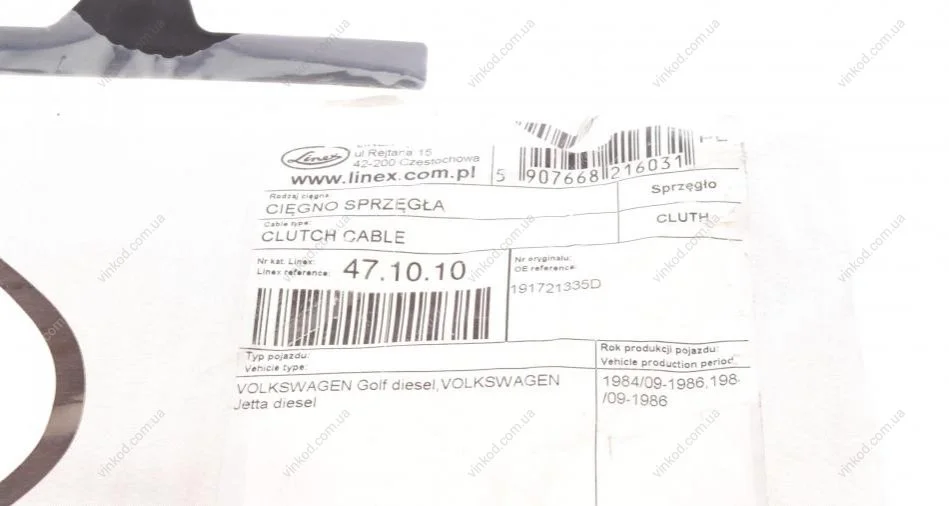 Linex
ul Rejtana 15
42-200 Częstochowa
www.linex.com.pl
5 907668 216031
Rodzaj cięgna:
CIĘGNO SPRZĘGŁA
Sprzęgło
Cable type:
CLUTCH CABLE
CLUTH
Nr kat. Linex:
Linex reference:
47.10.10
Nr oryginału:
OE reference:
191721335D
Typ pojazdu:
Vehicle type:
VOLKSWAGEN Golf diesel,VOLKSWAGEN
Jetta diesel
Rok produkcji pojazdu:
Vehicle production period:
1984/09-1986,198
/09-1986
vinkod.com.ua